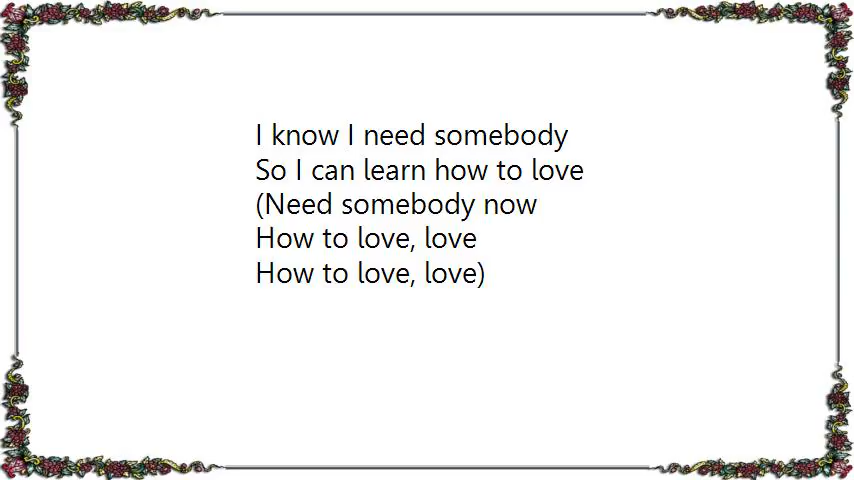 I know I need somebody
So I can learn how to love
(Need somebody now
How to love, love
How to love, love)